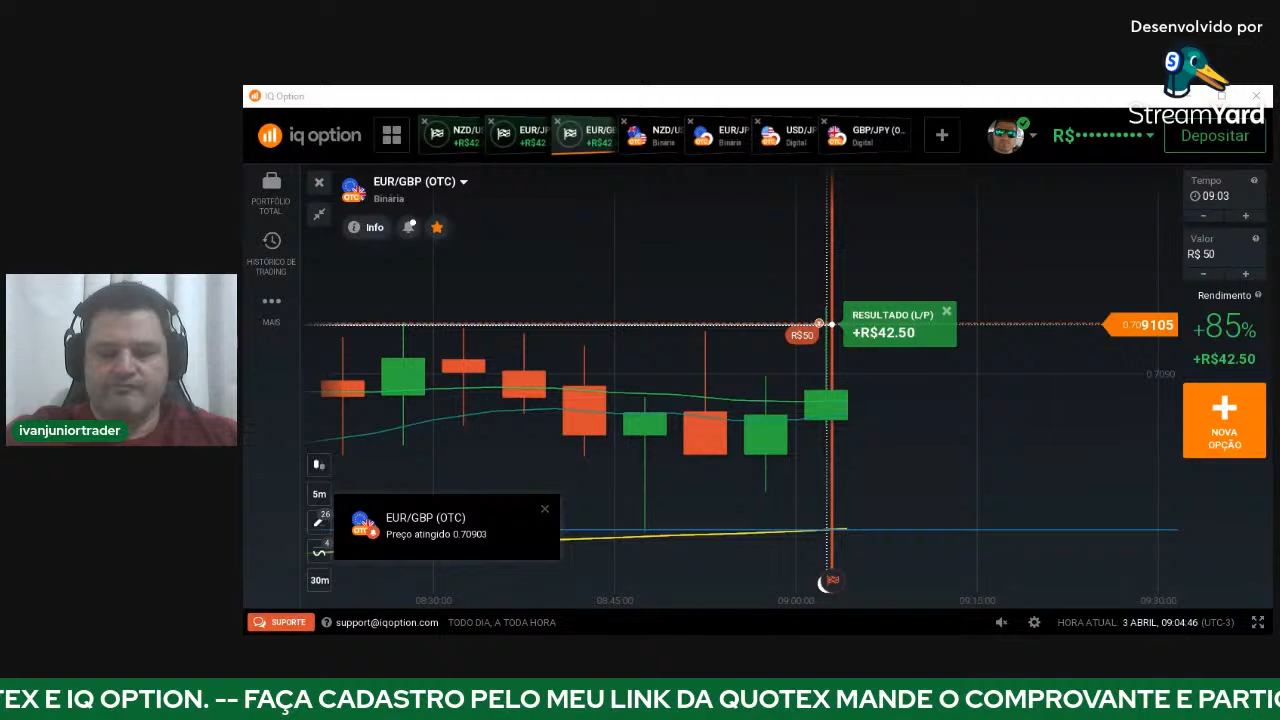 Desenvolvido por
StreamYard
IQ Option
iq option
NZD/U
+R$42
EUR/JP
+R$42
EUR/GB
+R$42
NZD/U
Binária
EUR/JP
Binária
USD/J
Digital
GBP/JPY (O...
Digital
R$
Depositar
PORTFÓLIO
TOTAL
HISTÓRICO DE
TRADING
MAIS
EUR/GBP (OTC)
Binária
Info
Tempo
09:03
Valor
R$ 50
Rendimento
+85%
+R$42.50
NOVA
OPÇÃO
RESULTADO (L/P)
+R$42.50
R$50
0.709105
0.7090
ivanjuniortrader
5m
26
4
30m
EUR/GBP (OTC)
Preço atingido 0.70903
08:30:00
08:45:00
09:00:00
09:15:00
09:30:00
SUPORTE
support@iqoption.com
TODO DIA, A TODA HORA
HORA ATUAL: 3 ABRIL, 09:04:46 (UTC-3)
TEX E IQ OPTION. -- FAÇA CADASTRO PELO MEU LINK DA QUOTEX MANDE O COMPROVANTE E PARTIC